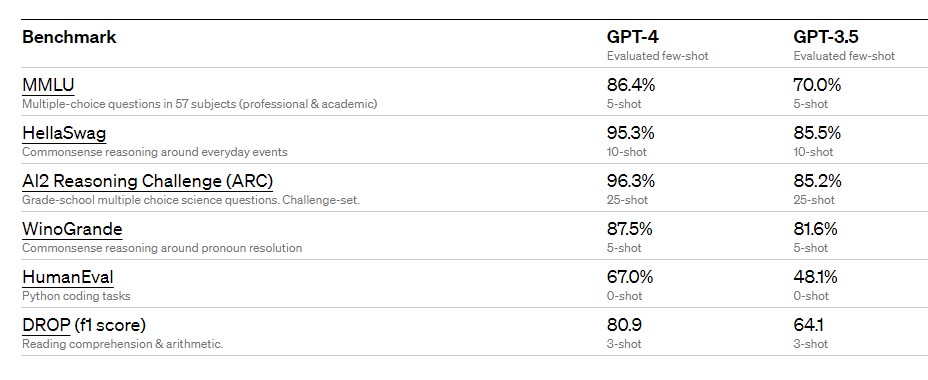 Benchmark GPT-4 GPT-3.5
Evaluated few-shot Evaluated few-shot
MMLU 86.4% 70.0%
Multiple-choice questions in 57 subjects (professional & academic) 5-shot 5-shot
HellaSwag 95.3% 85.5%
Commonsense reasoning around everyday events 10-shot 10-shot
AI2 Reasoning Challenge (ARC) 96.3% 85.2%
Grade-school multiple choice science questions. Challenge-set. 25-shot 25-shot
WinoGrande 87.5% 81.6%
Commonsense reasoning around pronoun resolution 5-shot 5-shot
HumanEval 67.0% 48.1%
Python coding tasks 0-shot 0-shot
DROP (f1 score) 80.9 64.1
Reading comprehension & arithmetic. 3-shot 3-shot